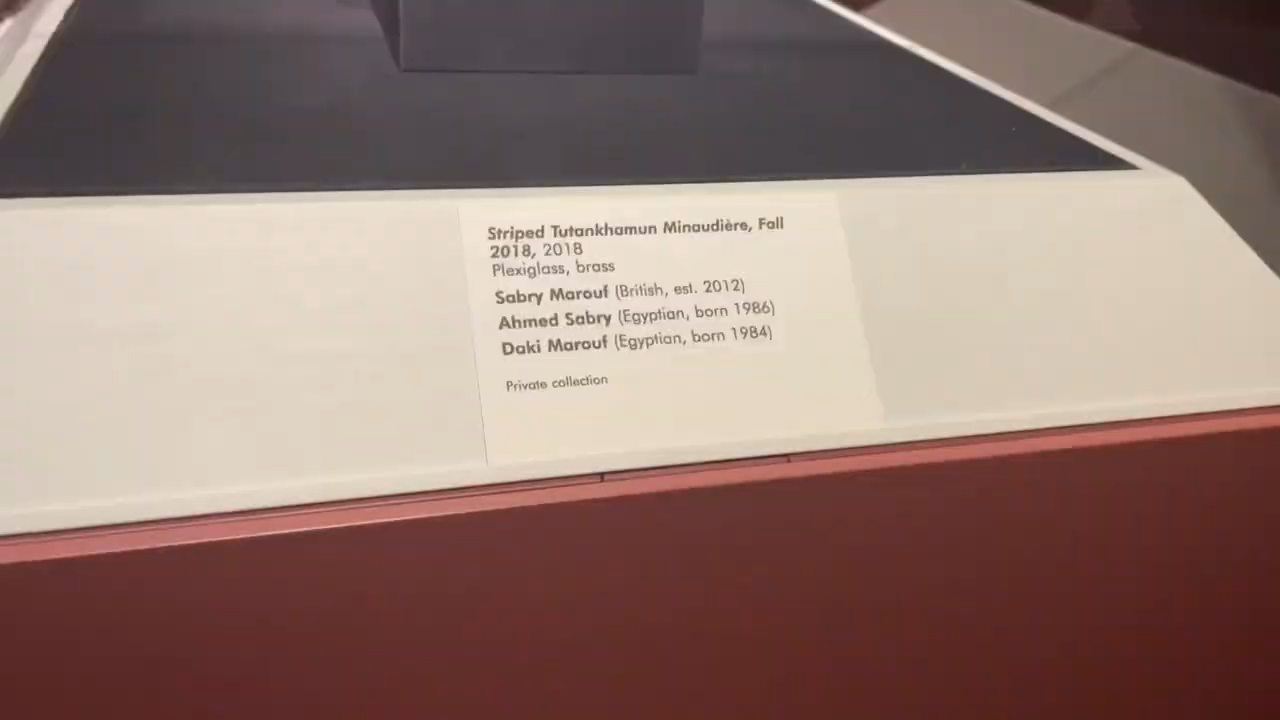 Striped Tutankhamun Minaudière, Fall
2018, 2018
Plexiglass, brass
Sabry Marouf (British, est. 2012)
Ahmed Sabry (Egyptian, born 1986)
Daki Marouf (Egyptian, born 1984)
Private collection